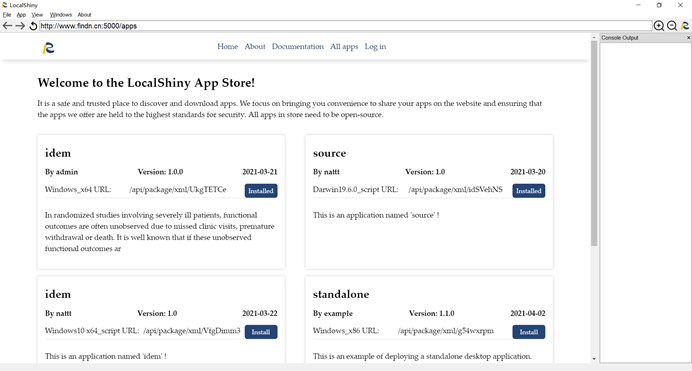 LocalShiny
File App View Windows About
http://www.findn.cn:5000/apps
Console Output
Home About Documentation All apps Log in
Welcome to the LocalShiny App Store!
It is a safe and trusted place to discover and download apps. We focus on bringing you convenience to share your apps on the website and ensuring that
the apps we offer are held to the highest standards for security. All apps in store need to be open-source.
idem
By admin Version: 1.0.0 2021-03-21
Windows_x64 URL: /api/package/xml/UkgTETCe Installed
In randomized studies involving severely ill patients, functional
outcomes are often unobserved due to missed clinic visits, premature
withdrawal or death. It is well known that if these unobserved
functional outcomes ar
source
By nattt Version: 1.0 2021-03-20
Darwin19.6.0_script URL: /api/package/xml/idSVehNS Installed
This is an application named 'source' !
idem
By nattt Version: 1.0 2021-03-22
Windows10 x64_script URL: /api/package/xml/VfgDimm3 Install
This is an application named 'idem' !
standalone
By example Version: 1.1.0 2021-04-02
Windows_x86 URL: /api/package/xml/g54wxrpm Install
This is an example of deploying a standalone desktop application.